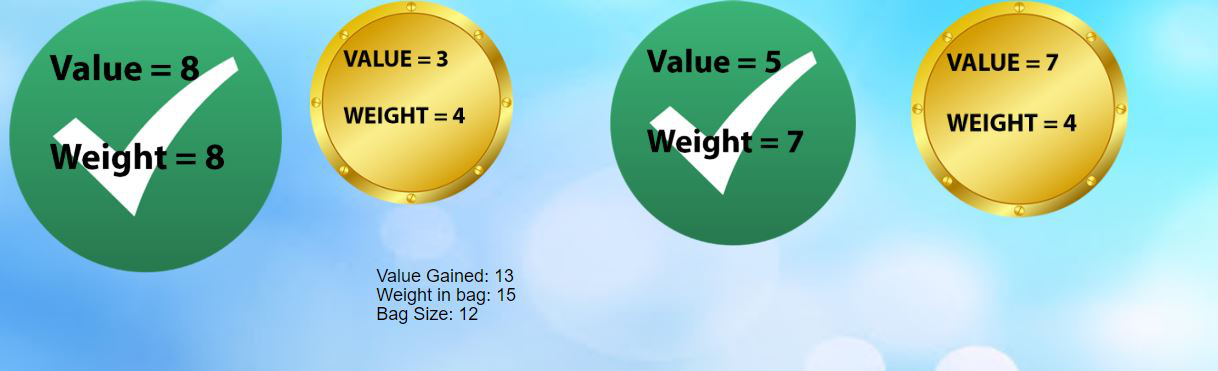 Value = 8
Weight = 8
VALUE = 3
WEIGHT = 4
Value = 5
Weight = 7
VALUE = 7
WEIGHT = 4
Value Gained: 13
Weight in bag: 15
Bag Size: 12